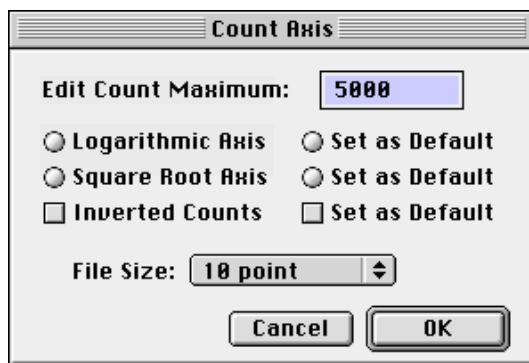 Count Axis
Edit Count Maximum: 5000
Logarithmic Axis Set as Default
Square Root Axis Set as Default
Inverted Counts Set as Default
File Size: 10 point
Cancel OK